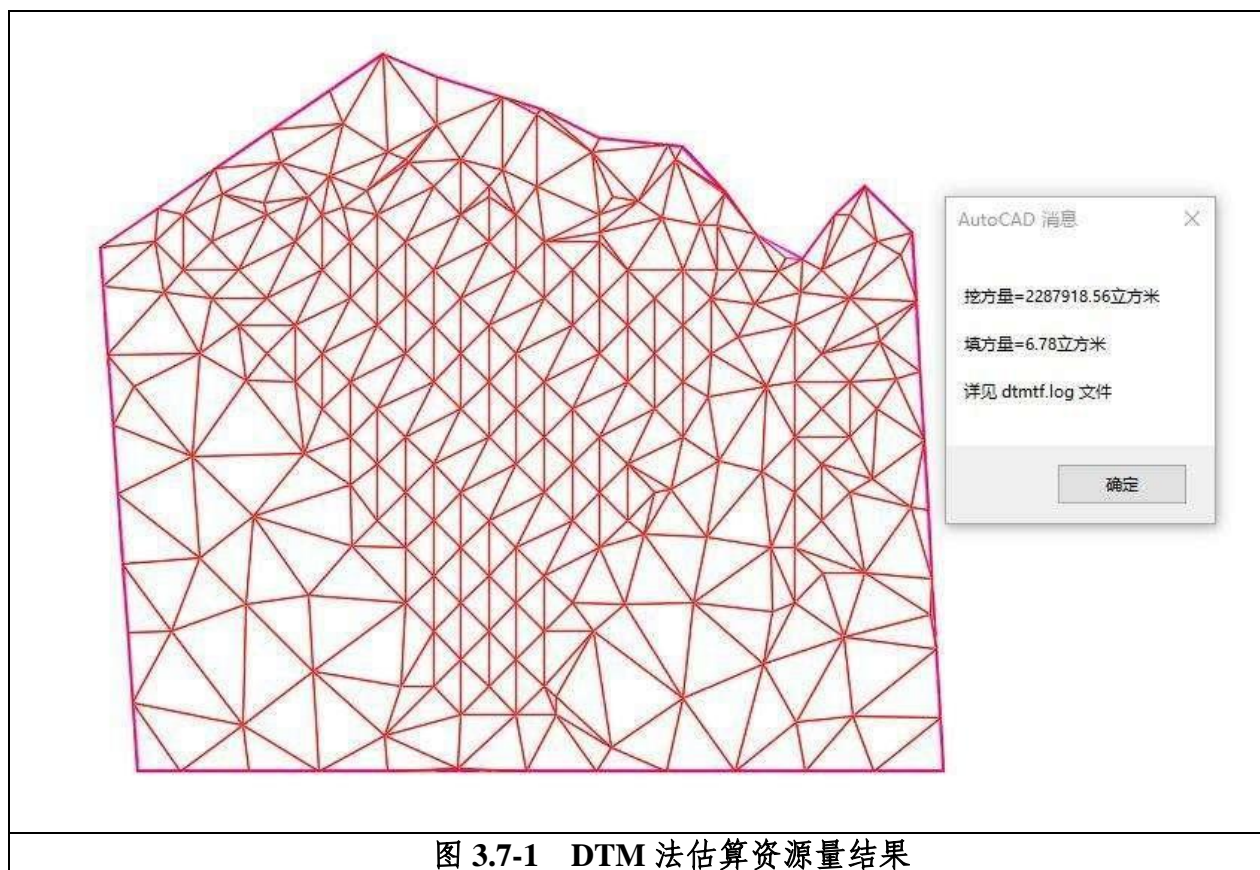 AutoCAD 消息
挖方量=2287918.56立方米
填方量=6.78立方米
详见 dtmtf.log 文件
确定
图 3.7-1 DTM 法估算资源量结果